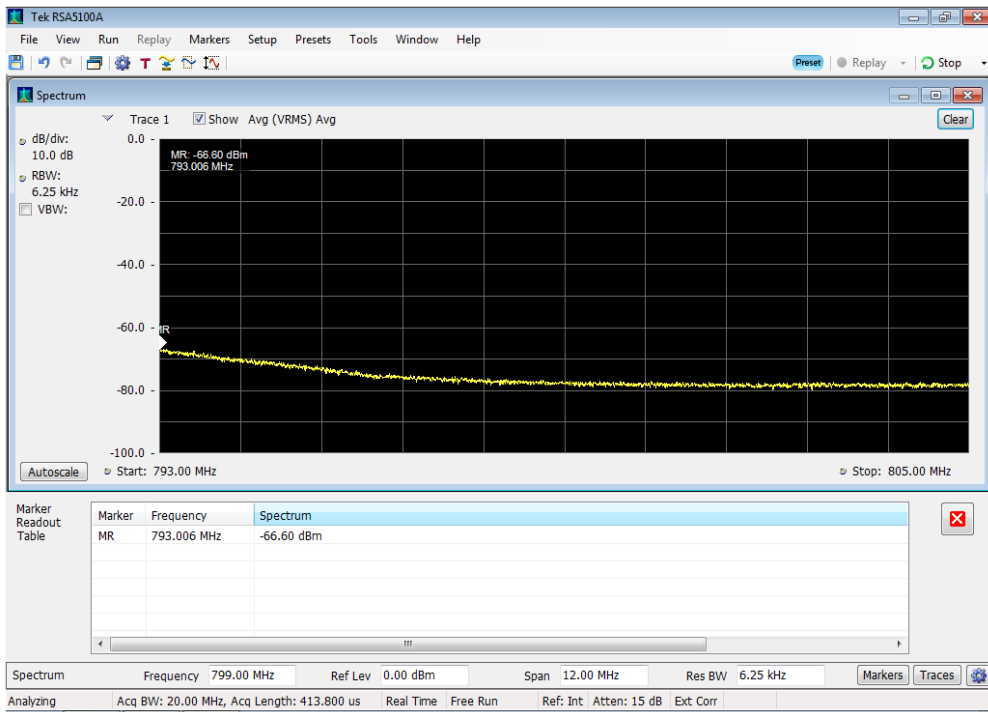 Tek RSA5100A
File View Run Replay Markers Setup Presets Tools Window Help
T Preset Replay Stop
Spectrum
Trace 1 Show Avg (VRMS) Avg Clear
dB/div:
10.0 dB
RBW:
6.25 kHz
VBW:
0.0
MR: -66.60 dBm
793.006 MHz
-20.0
-40.0
-60.0
MR
-80.0
-100.0
Autoscale Start: 793.00 MHz Stop: 805.00 MHz
Marker
Readout
Table
Marker Frequency Spectrum
MR 793.006 MHz -66.60 dBm
Spectrum Frequency 799.00 MHz Ref Lev 0.00 dBm Span 12.00 MHz Res BW 6.25 kHz Markers Traces
Analyzing Acq BW: 20.00 MHz, Acq Length: 413.800 us Real Time Free Run Ref: Int Atten: 15 dB Ext Corr